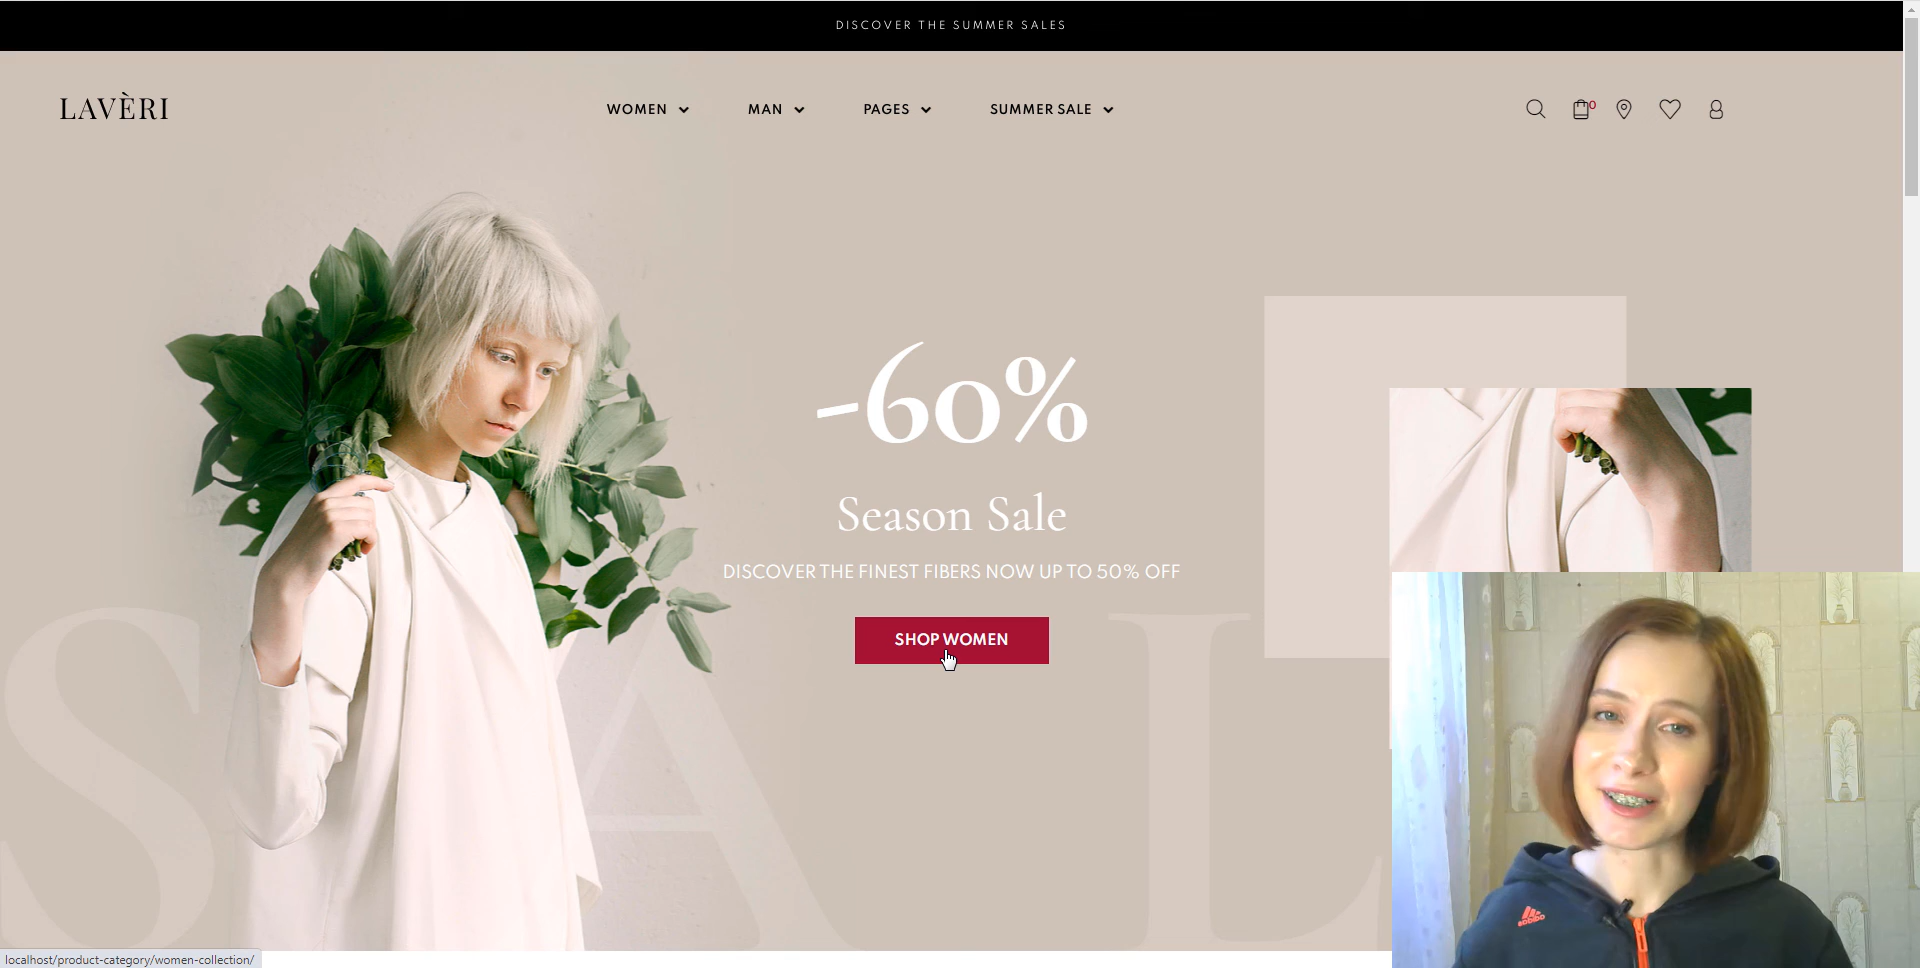 DISCOVER THE SUMMER SALES
LAVÈRI
WOMEN
MAN
PAGES
SUMMER SALE
0
-60%
Season Sale
DISCOVER THE FINEST FIBERS NOW UP TO 50% OFF
SHOP WOMEN
SAL
localhost/product-category/women-collection/